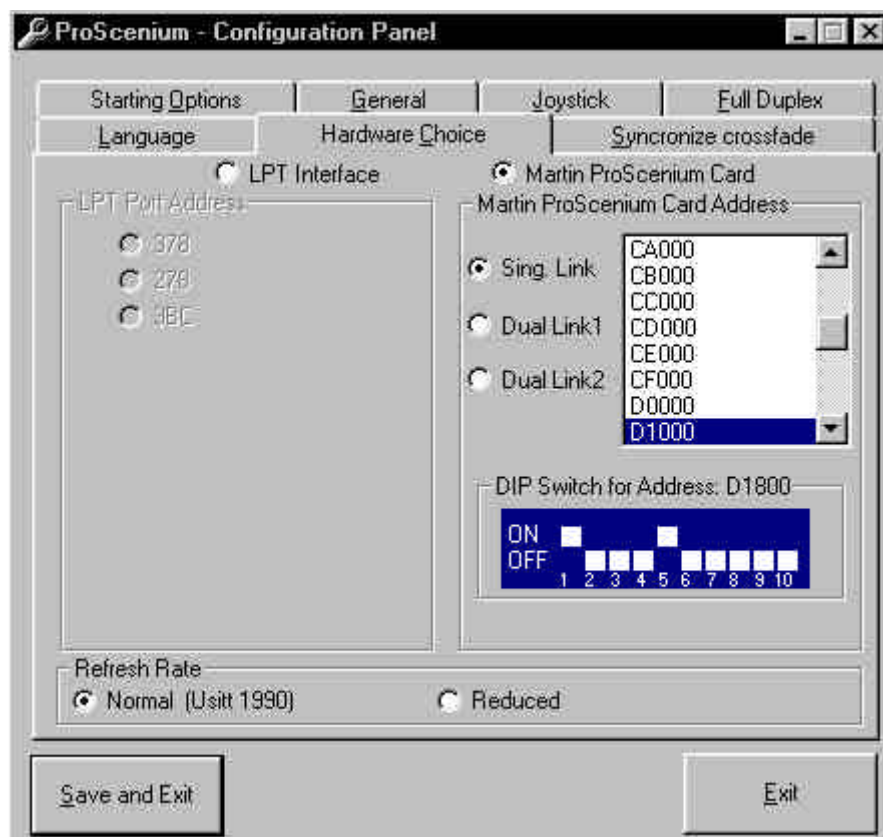 ProScenium - Configuration Panel
Starting Options General Joystick Full Duplex
Language Hardware Choice Syncronize crossfade
LPT Interface Martin ProScenium Card
LPT Port Address
378
278
3BC
Martin ProScenium Card Address
Sing. Link
Dual Link1
Dual Link2
CA000
CB000
CC000
CD000
CE000
CF000
D0000
D1000
DIP Switch for Address: D1800
ON
OFF
1 2 3 4 5 6 7 8 9 10
Refresh Rate
Normal (Usitt 1990) Reduced
Save and Exit Exit